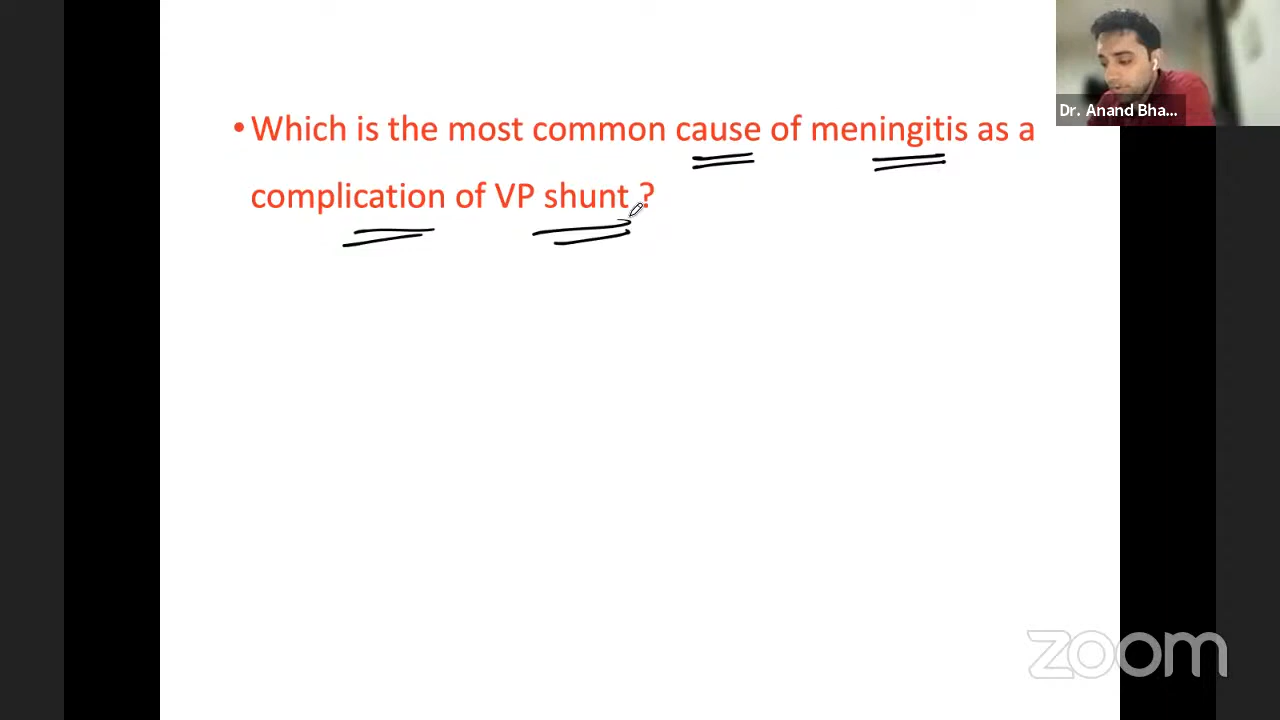 Dr. Anand Bha...
• Which is the most common cause of meningitis as a
complication of VP shunt ?
zoom